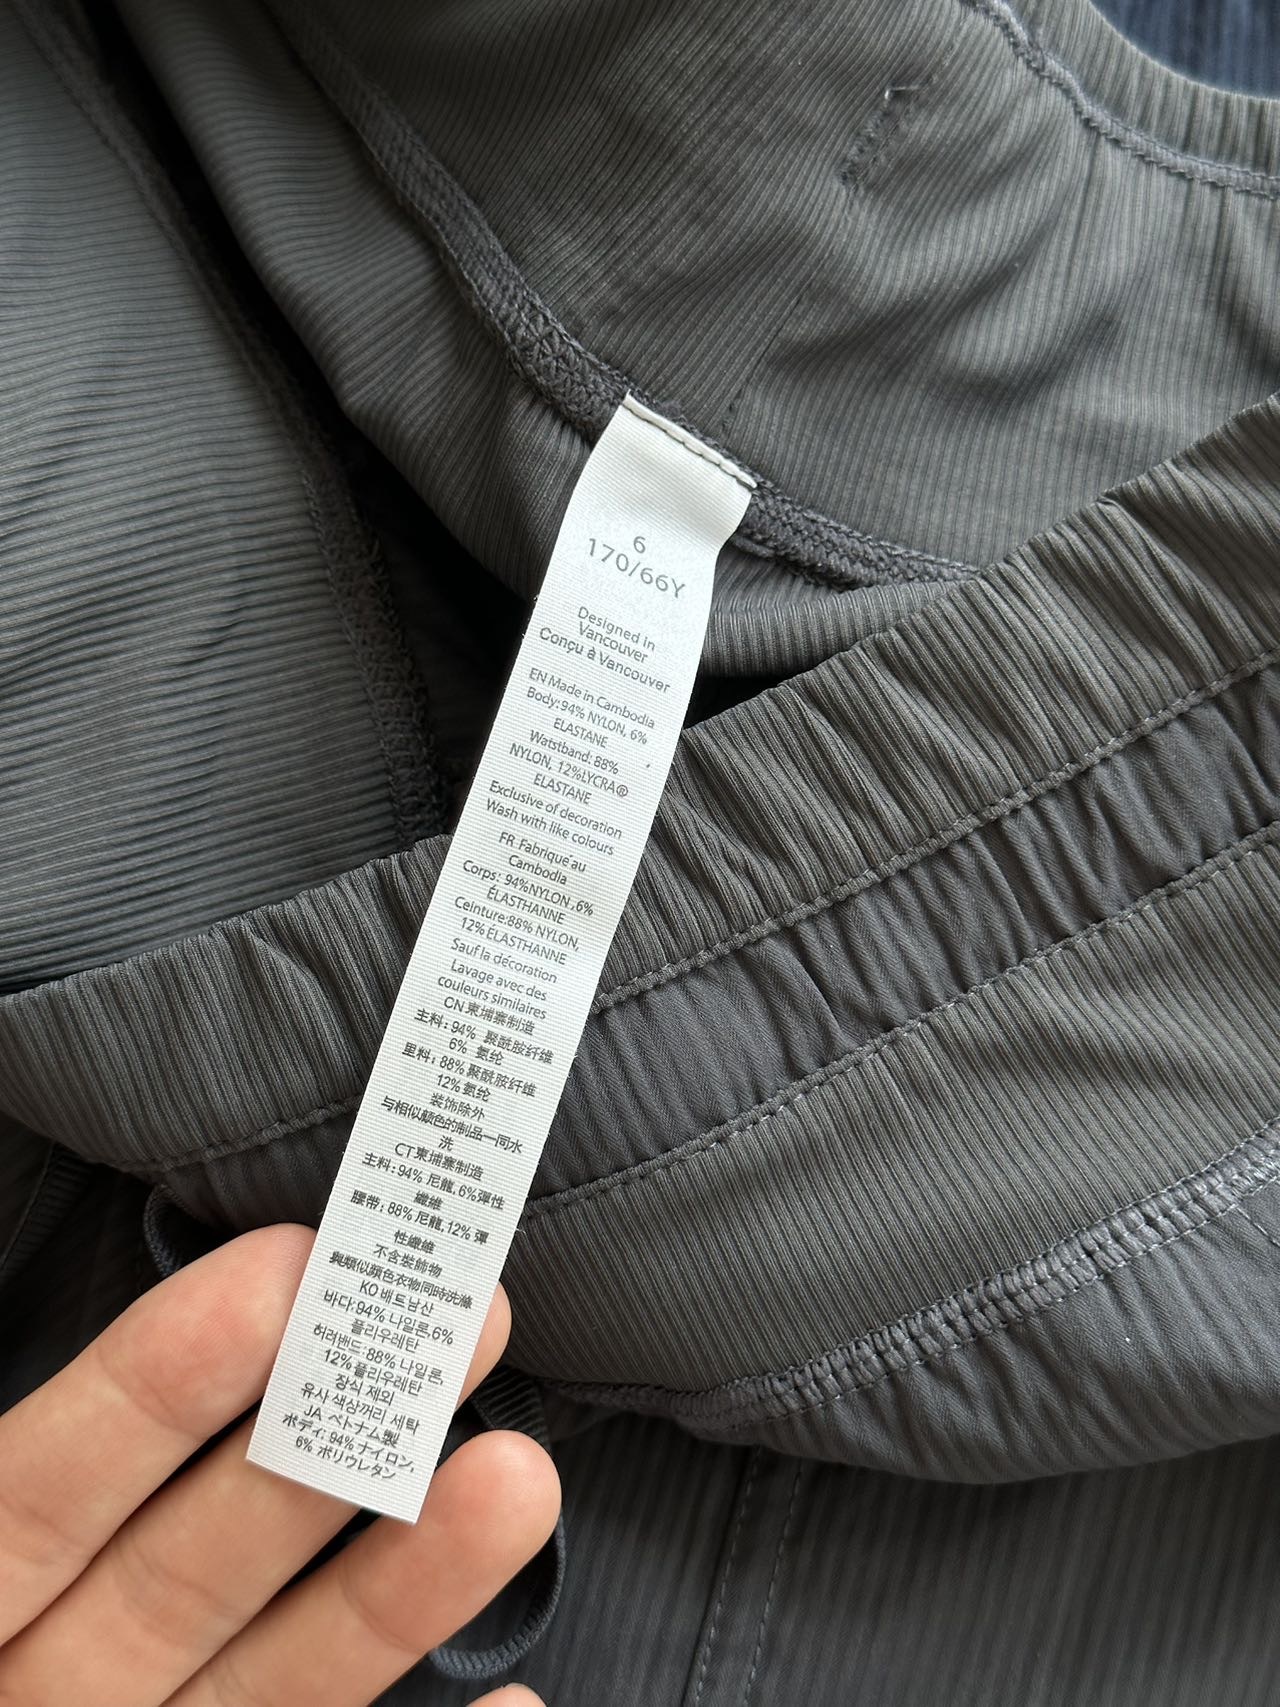 6
170/66Y
Designed in
Vancouver
Conçu à Vancouver
EN Made in Cambodia
Body:94% NYLON, 6%
ELASTANE
Watstband: 88%
NYLON, 12%LYCRA®
ELASTANE
Exclusive of decoration
Wash with like colours
FR Fabrique au
Cambodia
Corps: 94%NYLON ,6%
ÉLASTHANNE
Ceinture:88% NYLON,
12% ÉLASTHANNE
Sauf la décoration
Lavage avec des
couleurs similaires
CN 柬埔寨制造
主料: 94% 聚酰胺纤维
6% 氨纶
里料: 88% 聚酰胺纤维
12% 氨纶
装饰除外
与相似颜色的制品一同水
洗
CT 柬埔寨制造
主料: 94% 尼龍, 6%彈性
纖維
腰帶: 88% 尼龍, 12% 彈
性纖維
不含裝飾物
與類似顏色衣物同時洗滌
KO 배트남산
바다:94% 나일론,6%
폴리우레탄
허려밴드:88% 나일론,
12% 폴리우레탄
장식 제외
유사 색상꺼리 세탁
JA ベトナム製
ボディ: 94% ナイロン,
6% ポリウレタン